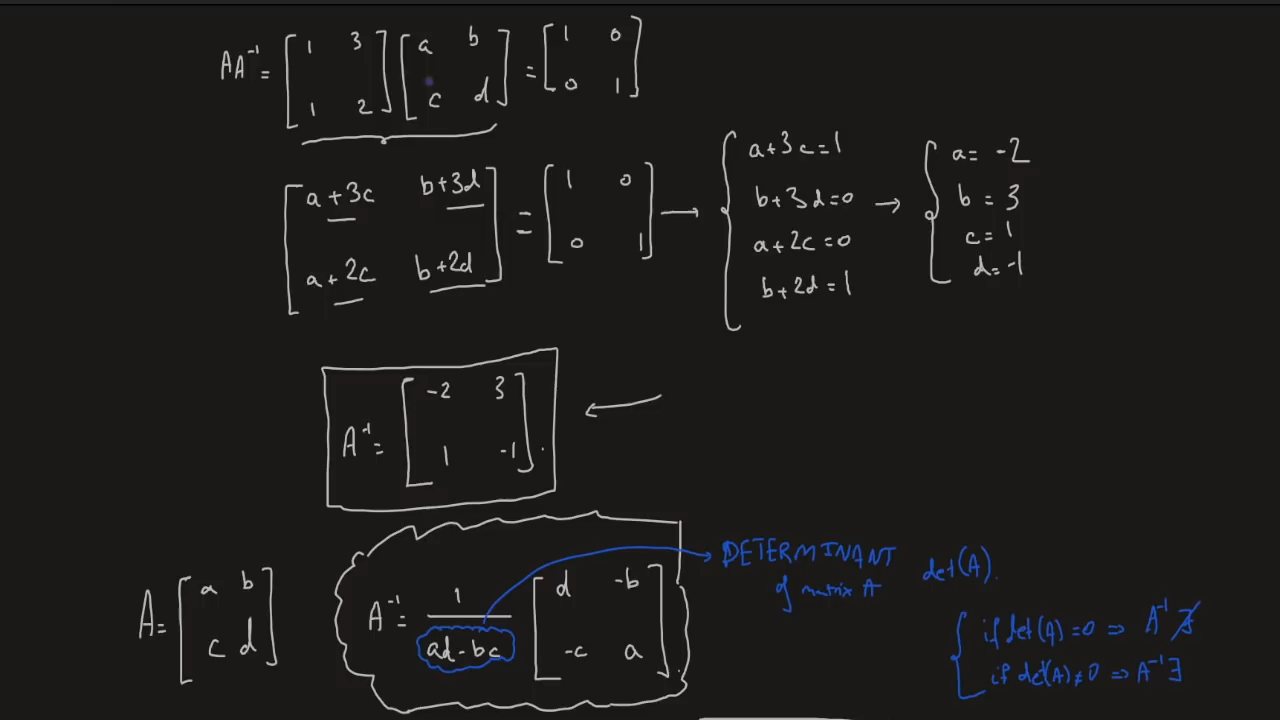 AA⁻¹ = [1 3; 1 2] [a b; c d] = [1 0; 0 1]
[a+3c b+3d; a+2c b+2d] = [1 0; 0 1] → { a+3c=1
b+3d=0
a+2c=0
b+2d=1
→ { a= -2
b = 3
c= 1
d= -1
A⁻¹ = [-2 3; 1 -1].
←
A = [a b; c d]
A⁻¹ = 1/(ad-bc) [d -b; -c a].
→ DETERMINANT det(A).
of matrix A
{ if det(A) = 0 ⇒ A⁻¹ ∄
if det(A) ≠ 0 ⇒ A⁻¹ ∃